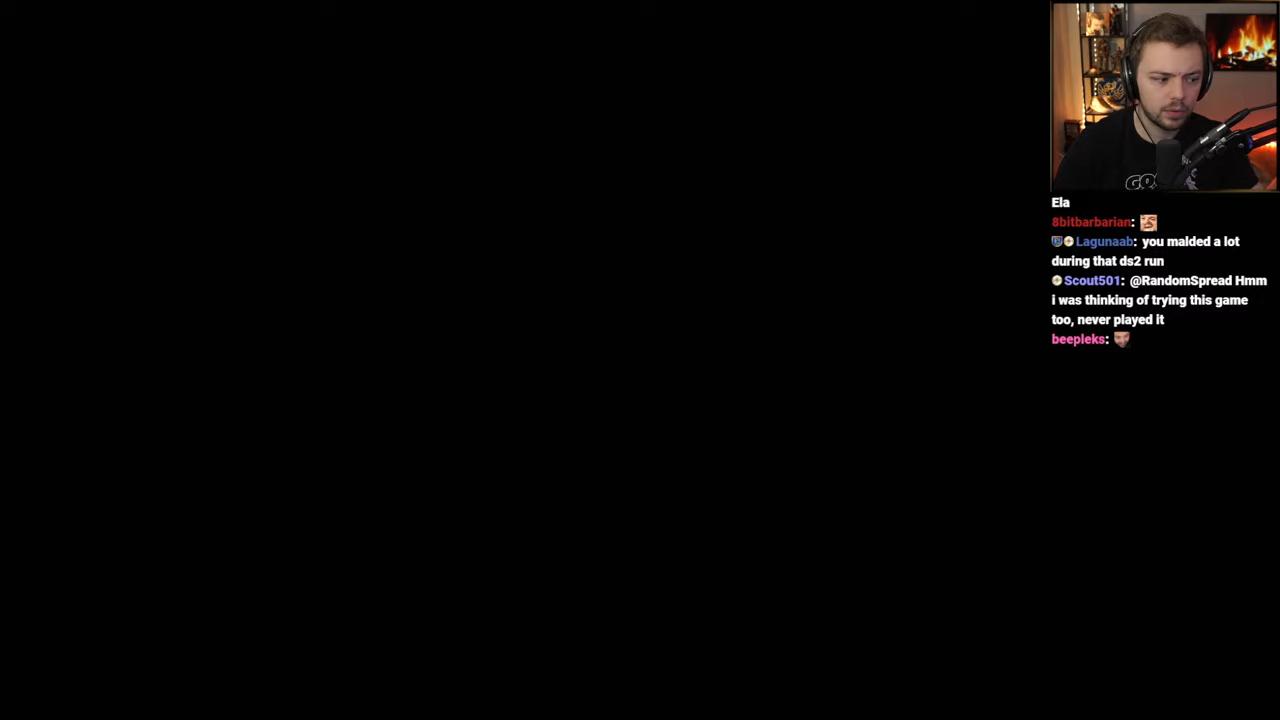 Ela
8bitbarbarian:
Lagunaab: you malded a lot
during that ds2 run
Scout501: @RandomSpread Hmm
i was thinking of trying this game
too, never played it
beepleks: